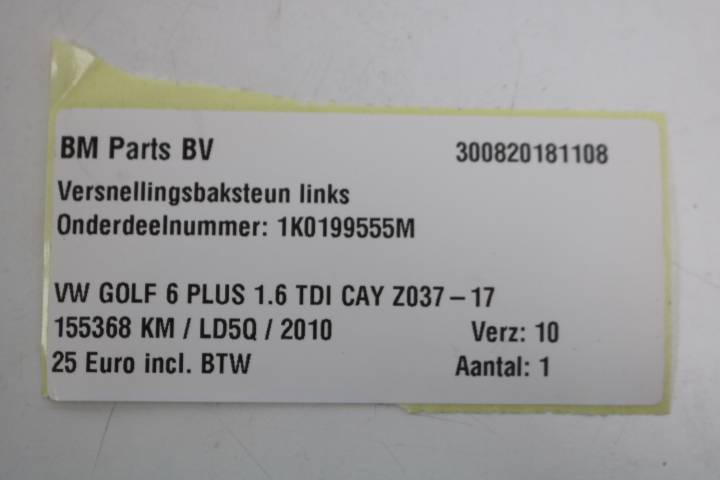 BM Parts BV 300820181108
Versnellingsbaksteun links
Onderdeelnummer: 1K0199555M
VW GOLF 6 PLUS 1.6 TDI CAY Z037 – 17
155368 KM / LD5Q / 2010 Verz: 10
25 Euro incl. BTW Aantal: 1